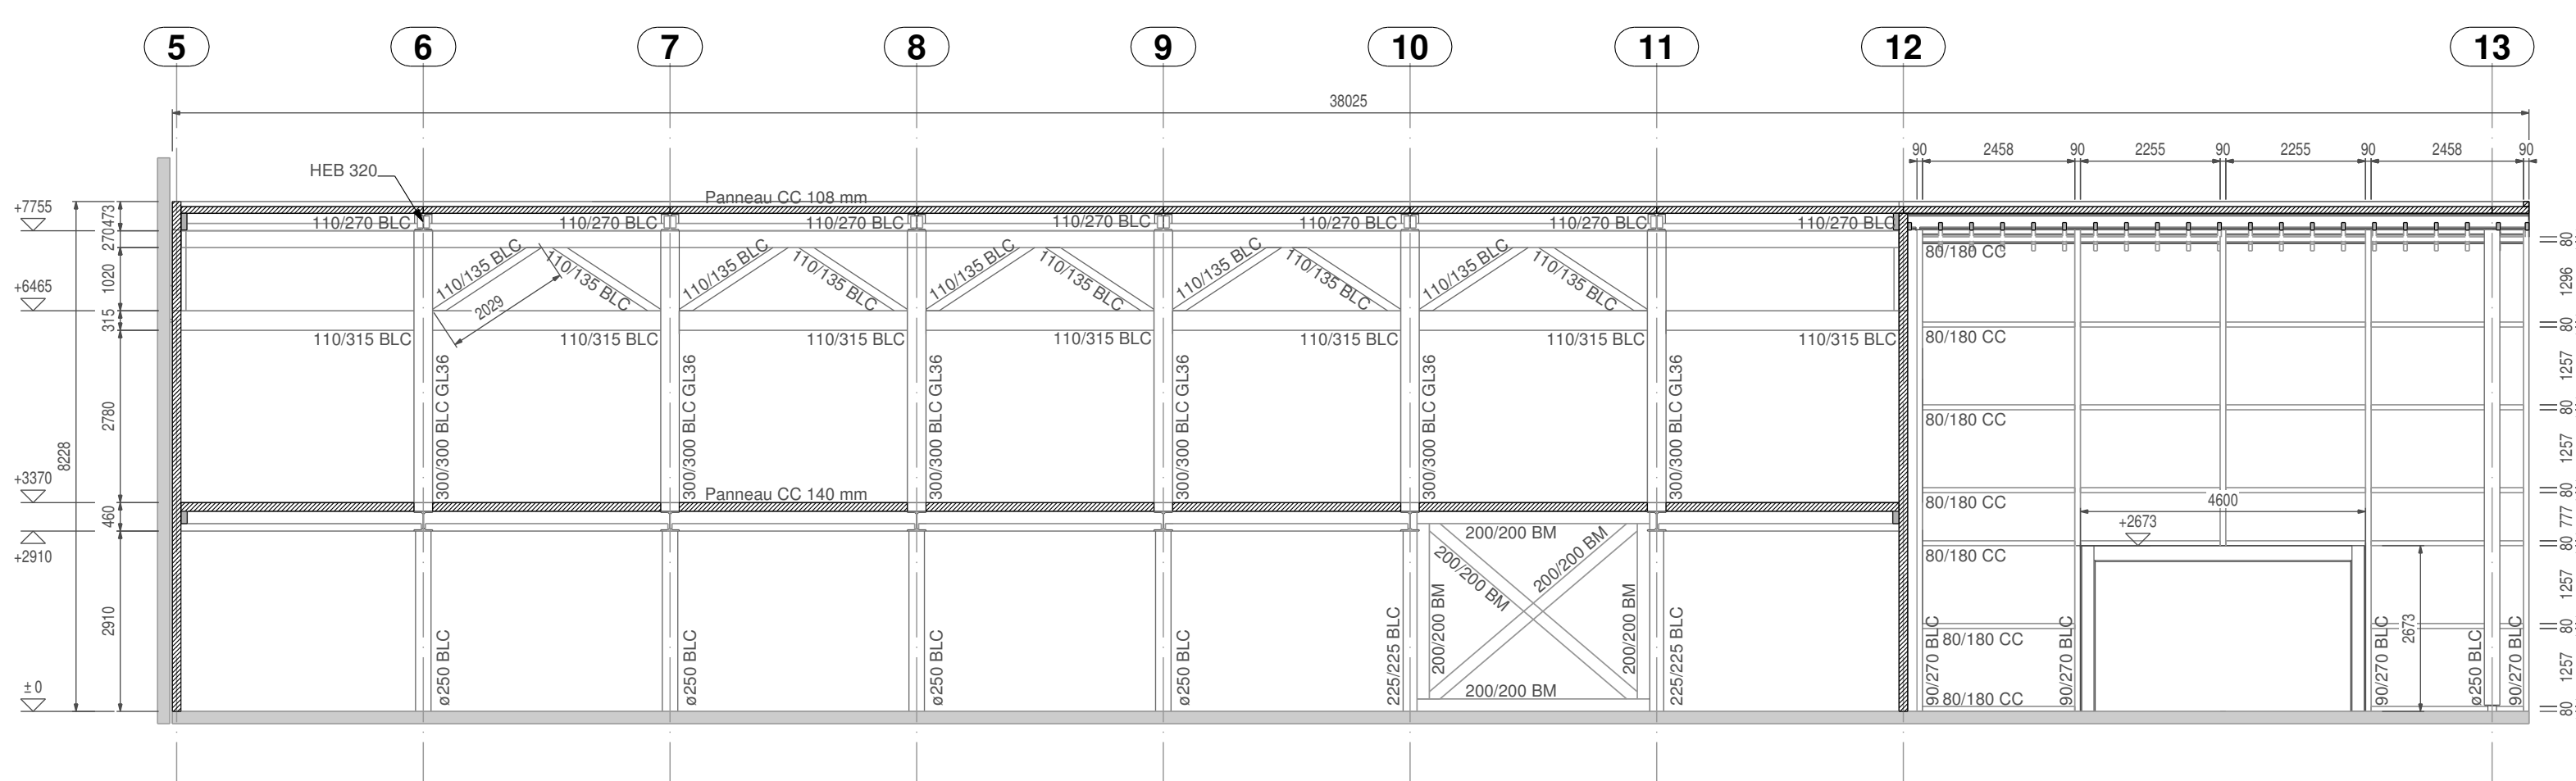 5 6 7 8 9 10 11 12 13
38025
90 2458 90 2255 90 2255 90 2458 90
HEB 320
Panneau CC 108 mm
110/270 BLC 110/270 BLC 110/270 BLC 110/270 BLC 110/270 BLC 110/270 BLC 110/270 BLC
+7755
+6465
+3370
+2910
±0
8228
473
270
1020
315
2780
460
2910
110/135 BLC 110/135 BLC 110/135 BLC 110/135 BLC 110/135 BLC 110/135 BLC 110/135 BLC 110/135 BLC 110/135 BLC 110/135 BLC
2029
110/315 BLC 110/315 BLC 110/315 BLC 110/315 BLC 110/315 BLC 110/315 BLC 110/315 BLC
300/300 BLC GL36
300/300 BLC GL36
300/300 BLC GL36
300/300 BLC GL36
300/300 BLC GL36
300/300 BLC GL36
Panneau CC 140 mm
200/200 BM
200/200 BM
200/200 BM
200/200 BM
200/200 BM
200/200 BM
ø250 BLC
ø250 BLC
ø250 BLC
ø250 BLC
225/225 BLC
225/225 BLC
80/180 CC
80/180 CC
80/180 CC
80/180 CC
80/180 CC
80/180 CC
80/180 CC
4600
+2673
2673
90/270 BLC
90/270 BLC
90/270 BLC
ø250 BLC
90/270 BLC
80
1296
80
1257
80
1257
80
777
80
1257
80
1257
80